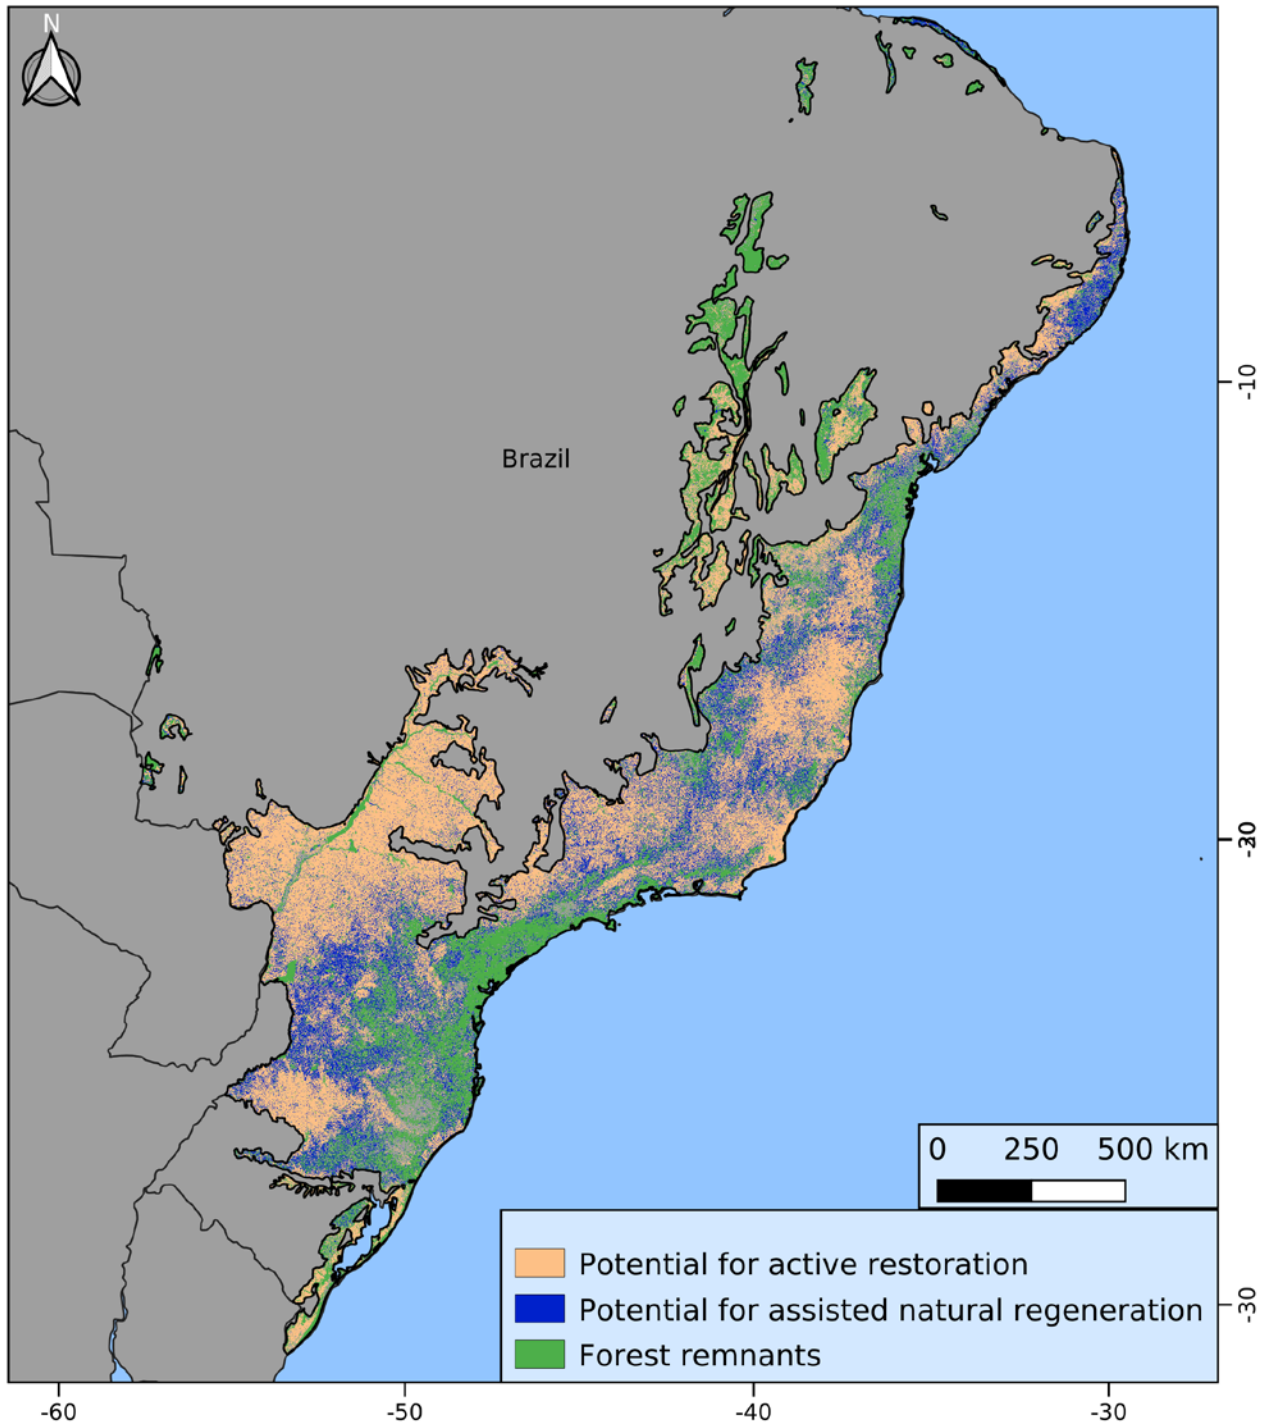 N
Brazil
-10
-20
-30
0 250 500 km
Potential for active restoration
Potential for assisted natural regeneration
Forest remnants
-60 -50 -40 -30